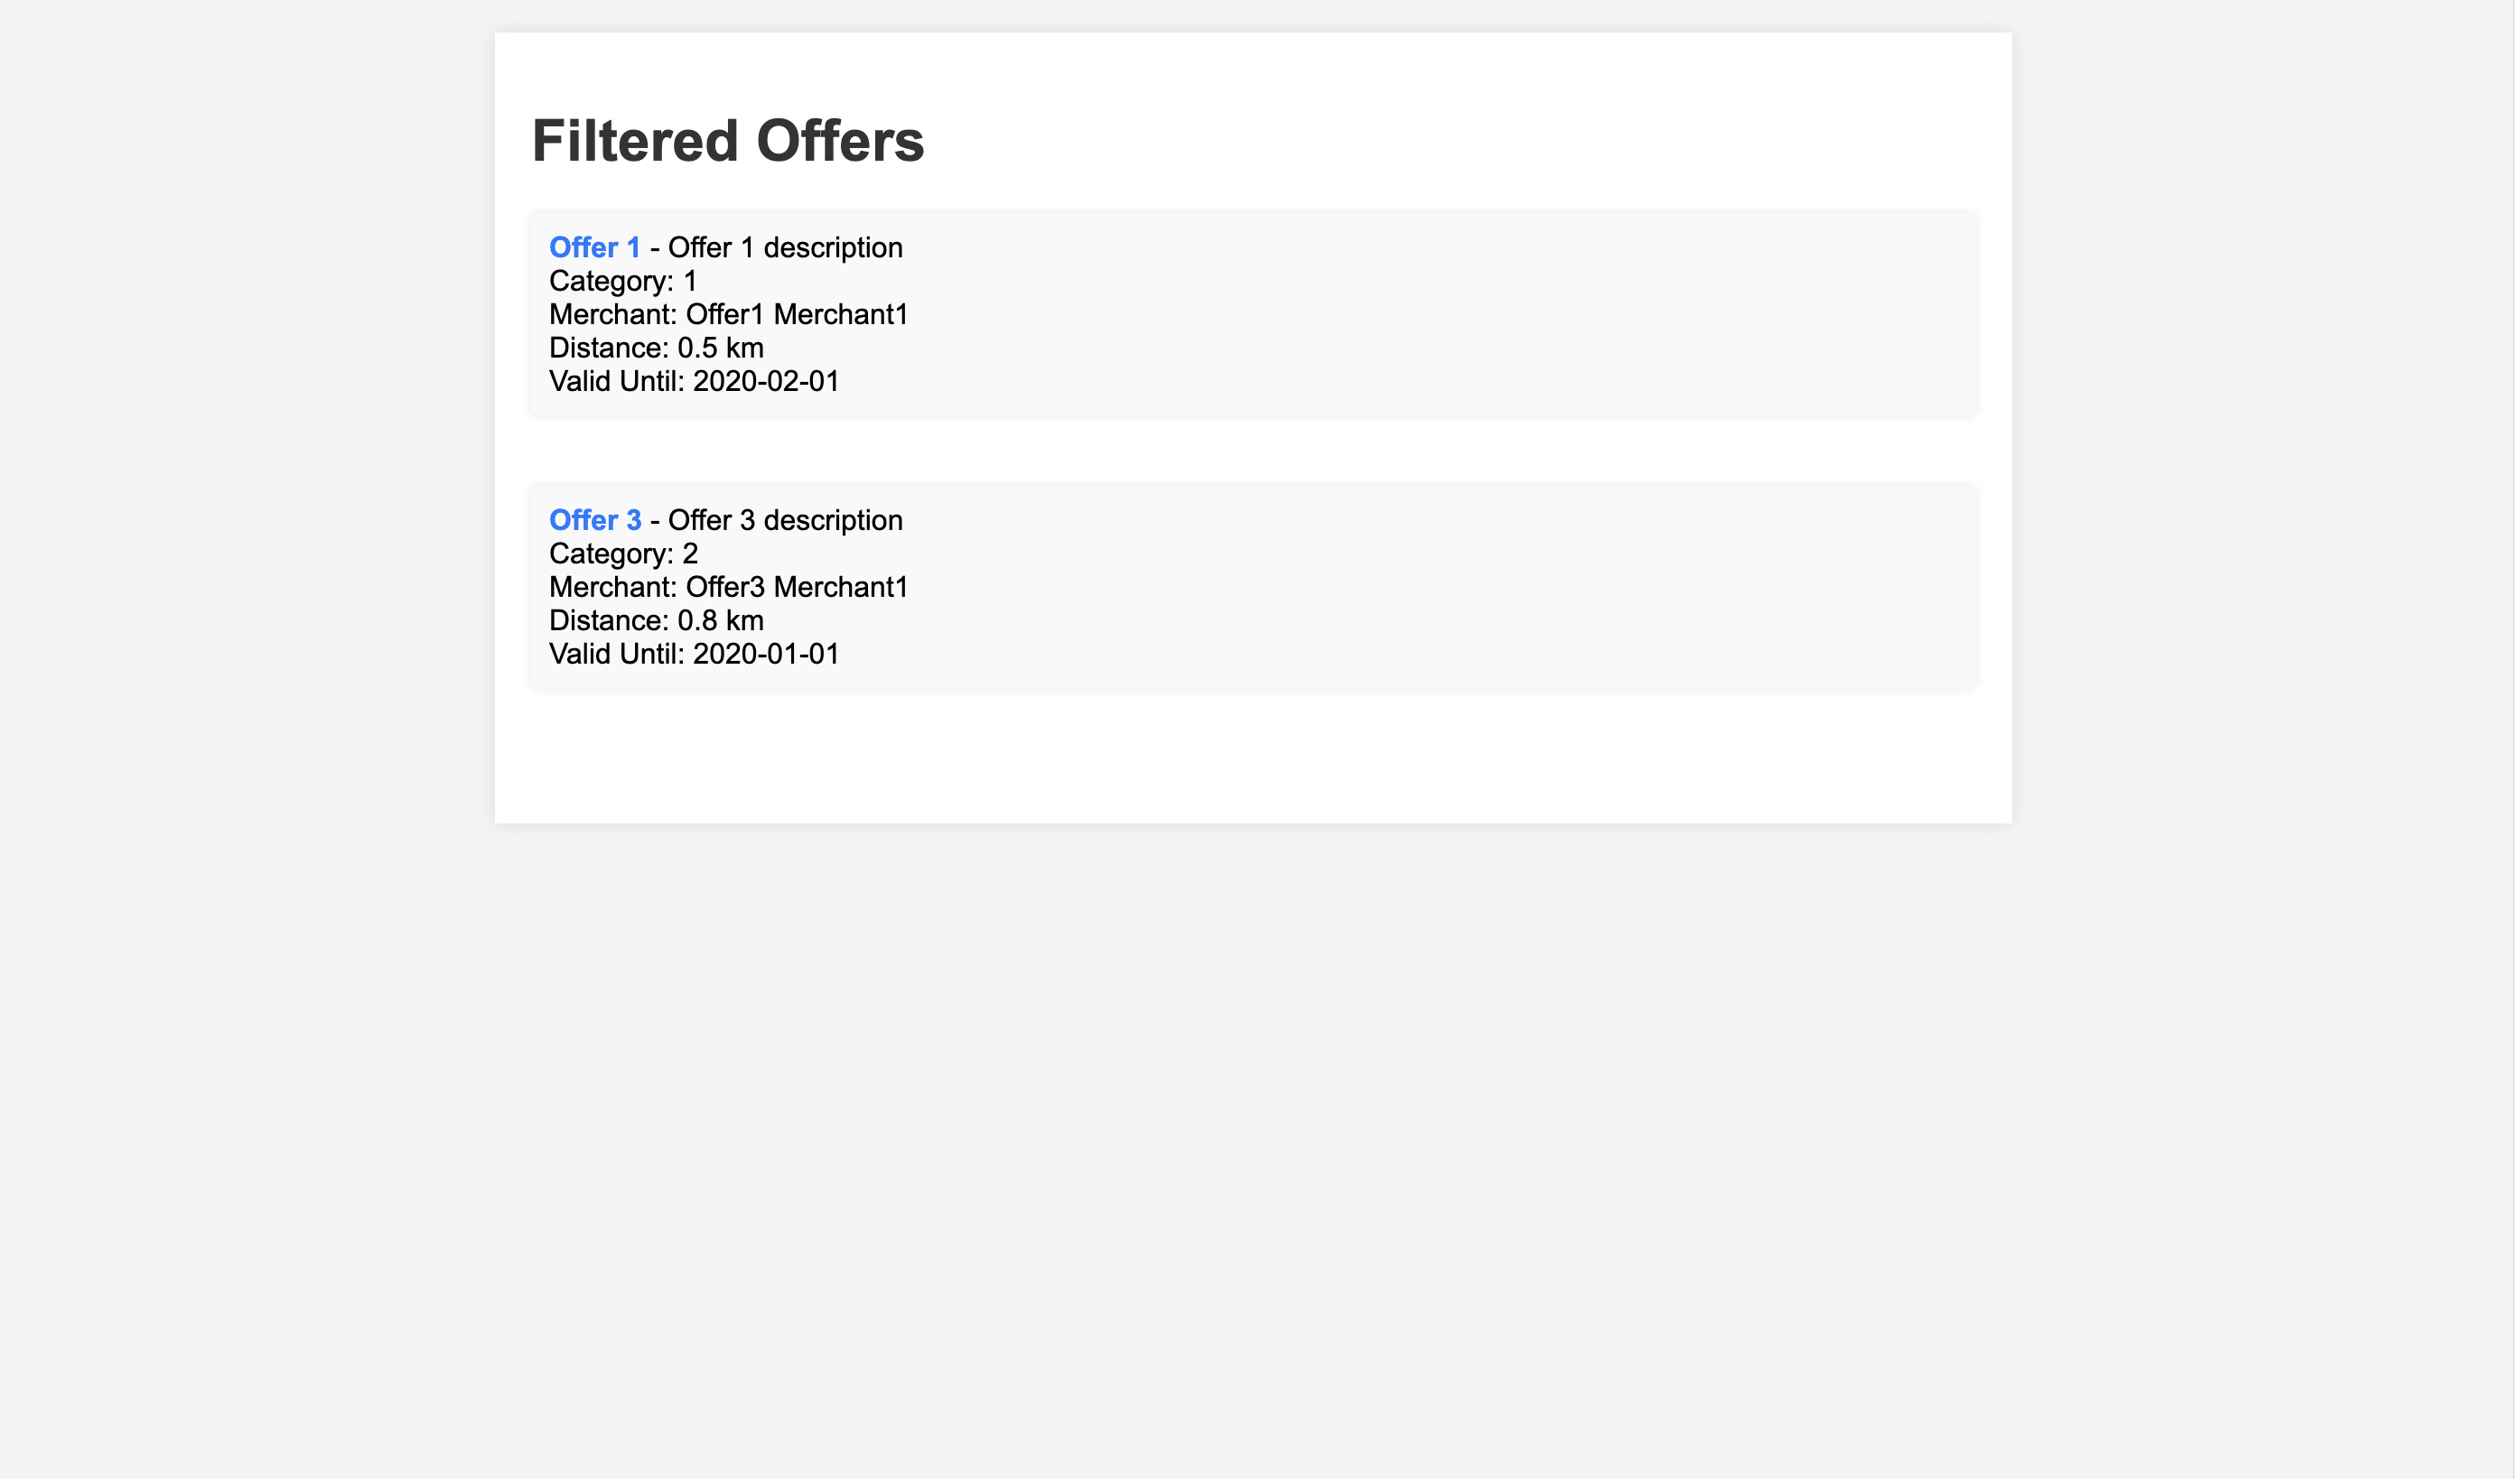 Filtered Offers
Offer 1 - Offer 1 description
Category: 1
Merchant: Offer1 Merchant1
Distance: 0.5 km
Valid Until: 2020-02-01
Offer 3 - Offer 3 description
Category: 2
Merchant: Offer3 Merchant1
Distance: 0.8 km
Valid Until: 2020-01-01